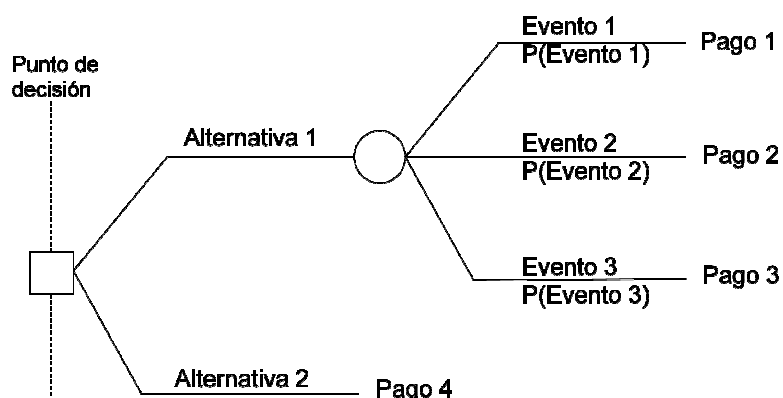 Punto de
decisión
Alternativa 1
Evento 1
P(Evento 1)
Pago 1
Evento 2
P(Evento 2)
Pago 2
Evento 3
P(Evento 3)
Pago 3
Alternativa 2
Pago 4